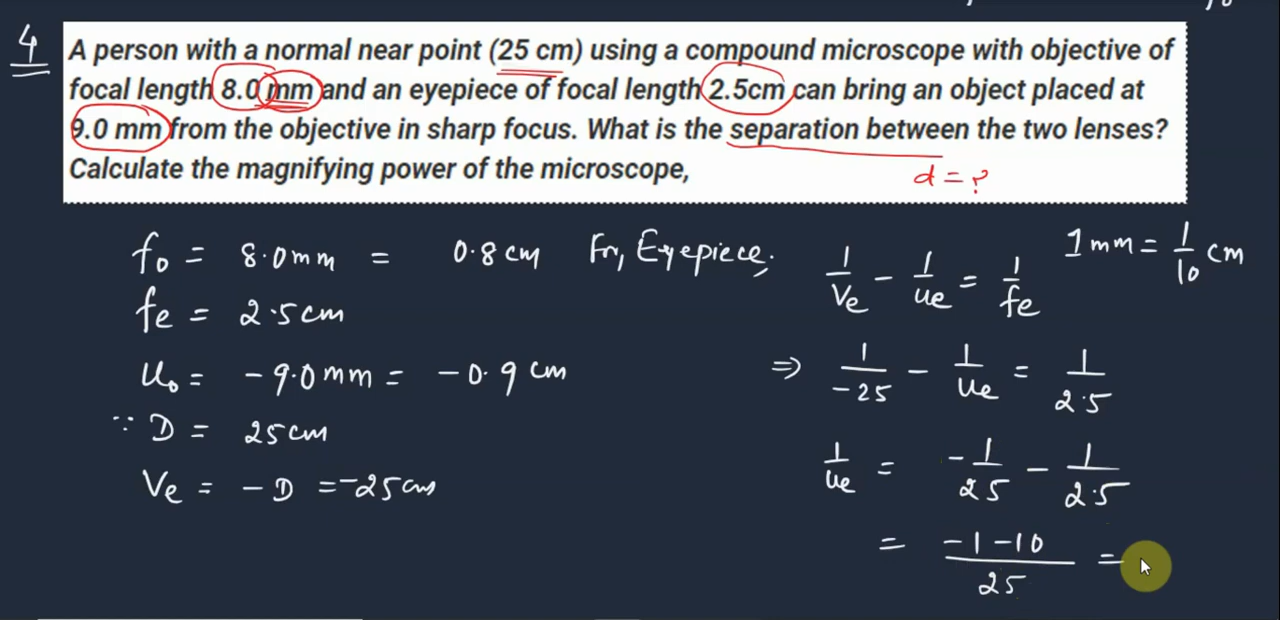 4
A person with a normal near point (25 cm) using a compound microscope with objective of
focal length 8.0 mm and an eyepiece of focal length 2.5cm can bring an object placed at
9.0 mm from the objective in sharp focus. What is the separation between the two lenses?
Calculate the magnifying power of the microscope,
d = ?
fo = 8.0mm = 0.8 cm
fe = 2.5 cm
Uo = -9.0mm = -0.9 cm
∵ D = 25cm
Ve = -D = -25cm
For, Eyepiece,
1/Ve - 1/ue = 1/fe
1mm = 1/10 cm
⇒ 1/-25 - 1/ue = 1/2.5
1/ue = -1/25 - 1/2.5
= -1-10/25 =